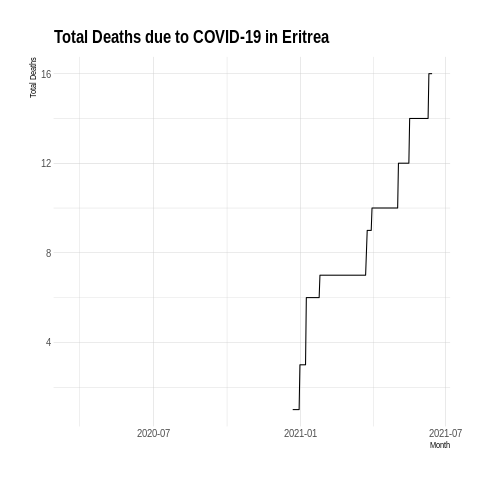 Total Deaths due to COVID-19 in Eritrea
Total Deaths
16
12
8
4
2020-07
2021-01
2021-07
Month